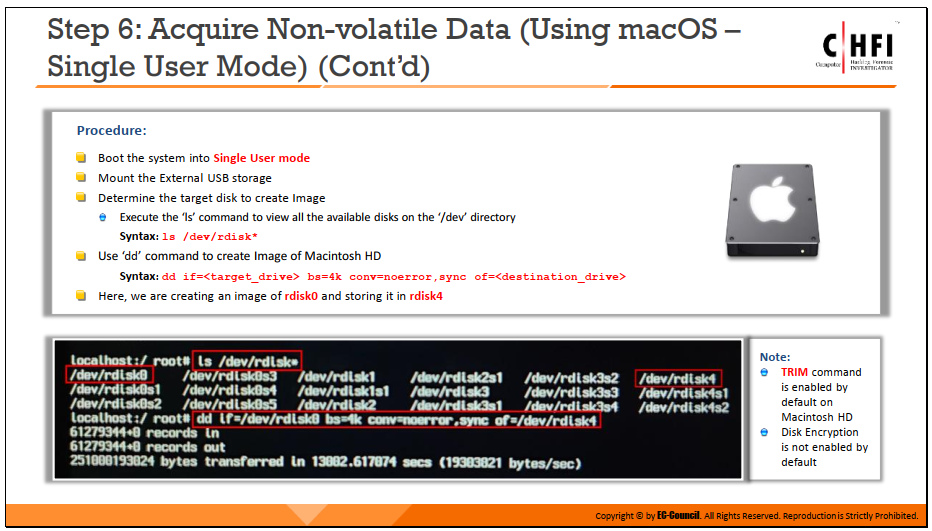 Step 6: Acquire Non-volatile Data (Using macOS –
Single User Mode) (Cont'd)
C HFI
Computer Hacking Forensic
INVESTIGATOR
Procedure:
Boot the system into Single User mode
Mount the External USB storage
Determine the target disk to create Image
Execute the 'ls' command to view all the available disks on the '/dev' directory
Syntax: ls /dev/rdisk*
Use 'dd' command to create Image of Macintosh HD
Syntax: dd if=<target_drive> bs=4k conv=noerror,sync of=<destination_drive>
Here, we are creating an image of rdisk0 and storing it in rdisk4
localhost:/ root# ls /dev/rdisk*
/dev/rdisk0 /dev/rdisk0s3 /dev/rdisk1 /dev/rdisk2s1 /dev/rdisk3s2 /dev/rdisk4
/dev/rdisk0s1 /dev/rdisk0s4 /dev/rdisk1s1 /dev/rdisk3 /dev/rdisk3s3 /dev/rdisk4s1
/dev/rdisk0s2 /dev/rdisk0s5 /dev/rdisk2 /dev/rdisk3s1 /dev/rdisk3s4 /dev/rdisk4s2
localhost:/ root# dd if=/dev/rdisk0 bs=4k conv=noerror,sync of=/dev/rdisk4
61279344+0 records in
61279344+0 records out
251000193024 bytes transferred in 13002.617074 secs (19303021 bytes/sec)
Note:
TRIM command
is enabled by
default on
Macintosh HD
Disk Encryption
is not enabled by
default
Copyright © by EC-Council. All Rights Reserved. Reproduction is Strictly Prohibited.